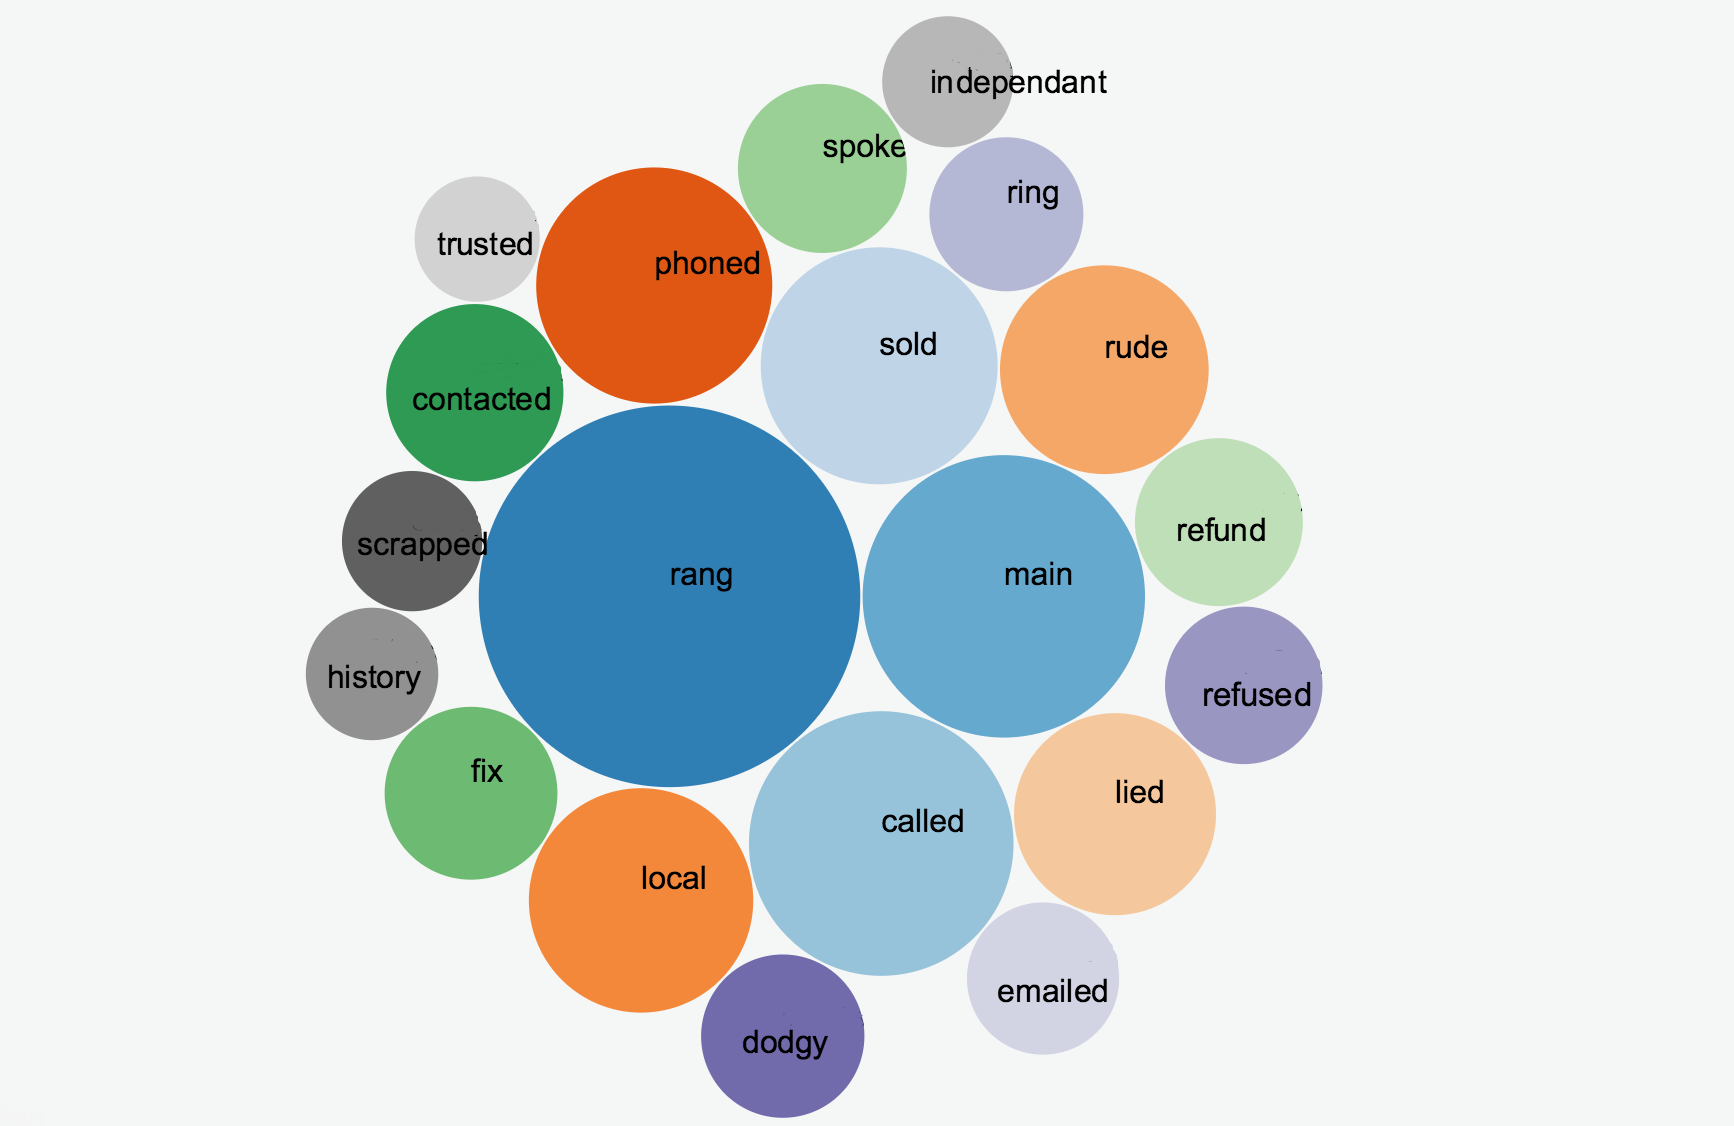 independant
spoke
ring
trusted
phoned
sold
rude
contacted
refund
scrapped
rang
main
history
refused
fix
lied
called
local
emailed
dodgy